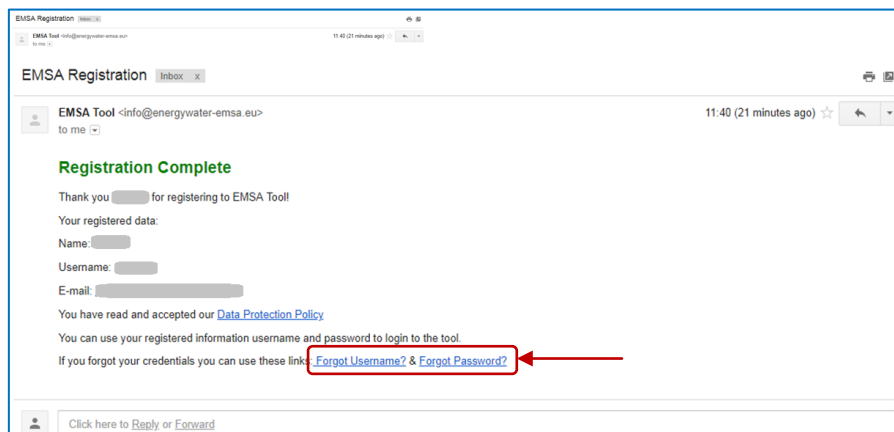 EMSA Registration Inbox x
EMSA Tool <info@energywater-emsa.eu> 11:40 (21 minutes ago)
to me
EMSA Registration Inbox x
EMSA Tool <info@energywater-emsa.eu> 11:40 (21 minutes ago)
to me
Registration Complete
Thank you for registering to EMSA Tool!
Your registered data:
Name:
Username:
E-mail:
You have read and accepted our Data Protection Policy
You can use your registered information username and password to login to the tool.
If you forgot your credentials you can use these links: Forgot Username? & Forgot Password?
Click here to Reply or Forward